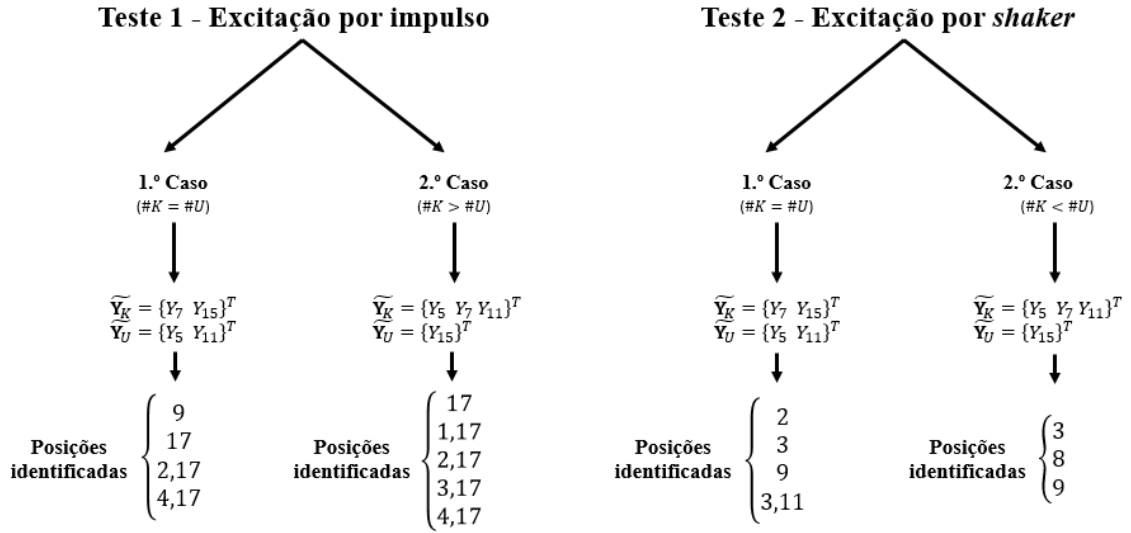 Teste 1 - Excitação por impulso
1.º Caso
(#K = #U)
Ỹ_K = {Y₇ Y₁₅}ᵀ
Ỹ_U = {Y₅ Y₁₁}ᵀ
Posições
identificadas
9
17
2,17
4,17
2.º Caso
(#K > #U)
Ỹ_K = {Y₅ Y₇ Y₁₁}ᵀ
Ỹ_U = {Y₁₅}ᵀ
Posições
identificadas
17
1,17
2,17
3,17
4,17
Teste 2 - Excitação por shaker
1.º Caso
(#K = #U)
Ỹ_K = {Y₇ Y₁₅}ᵀ
Ỹ_U = {Y₅ Y₁₁}ᵀ
Posições
identificadas
2
3
9
3,11
2.º Caso
(#K < #U)
Ỹ_K = {Y₅ Y₇ Y₁₁}ᵀ
Ỹ_U = {Y₁₅}ᵀ
Posições
identificadas
3
8
9